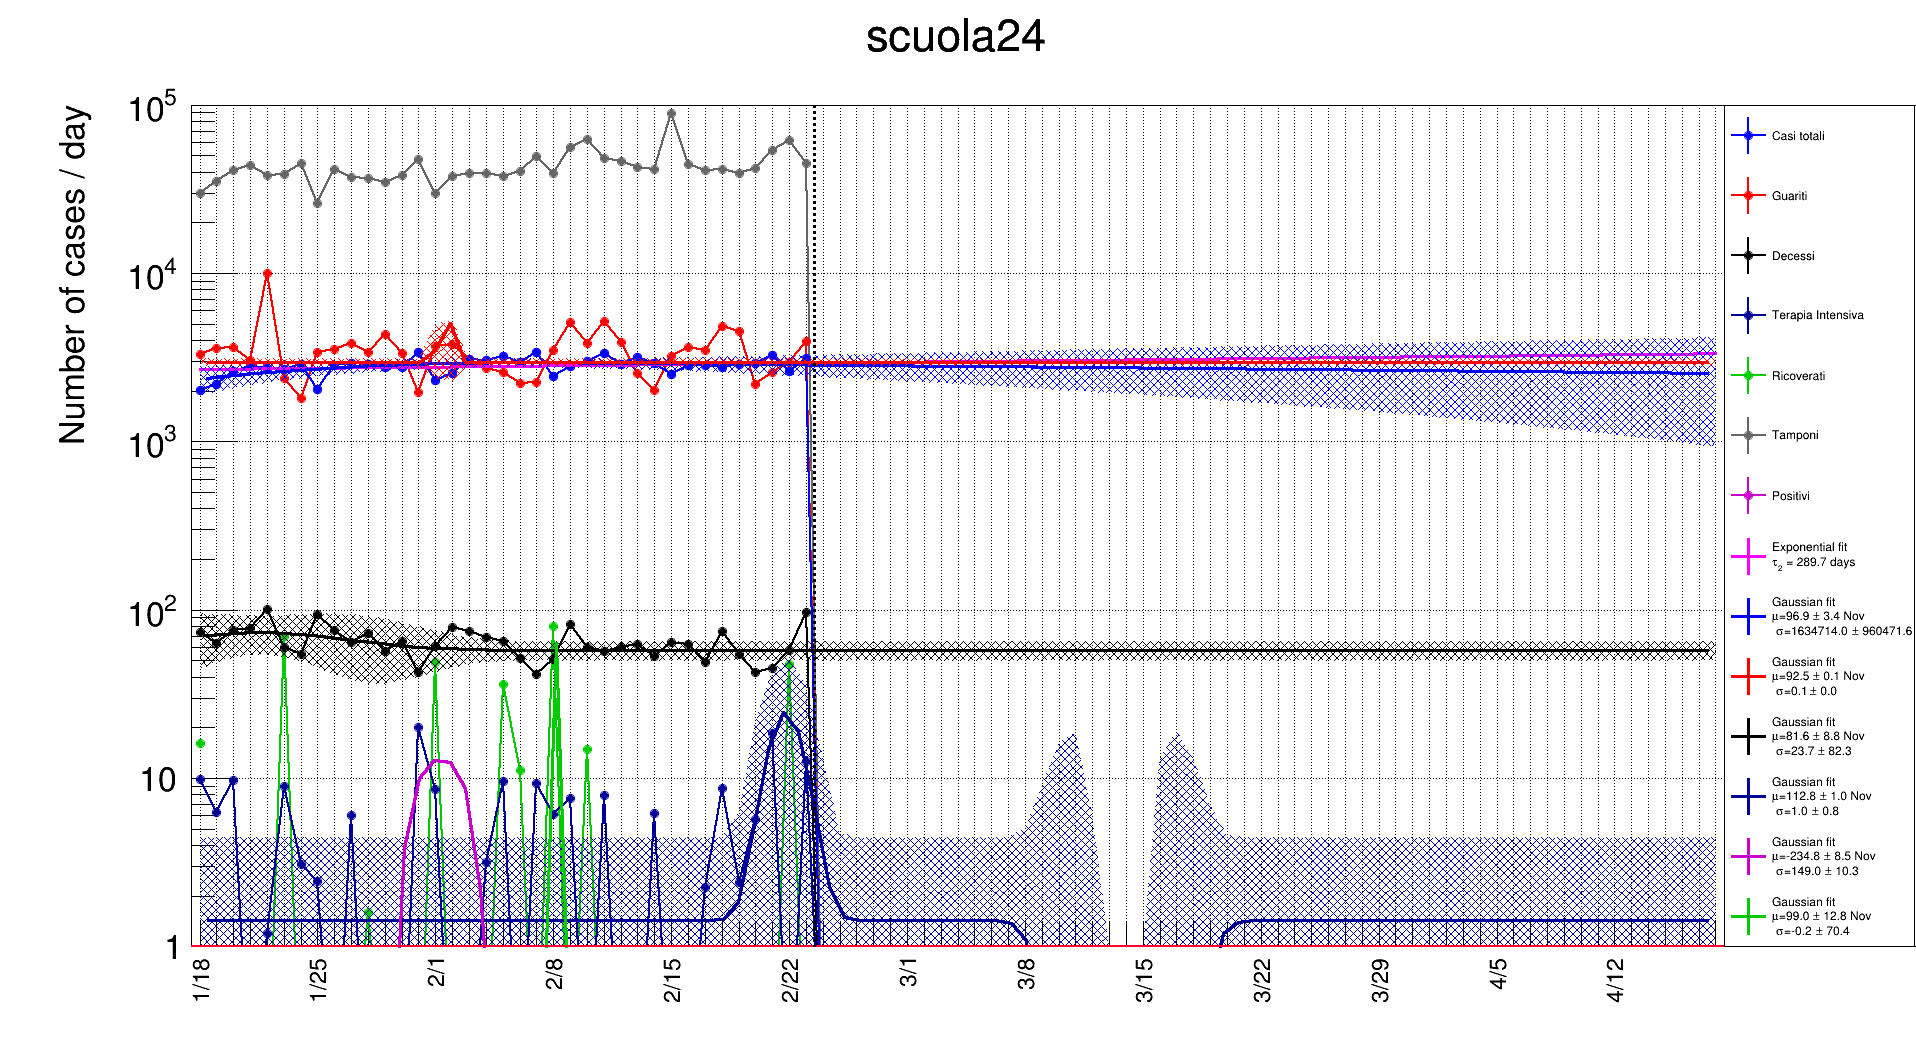 scuola24
Number of cases / day
10^5
10^4
10^3
10^2
10
1
1/18
1/25
2/1
2/8
2/15
2/22
3/1
3/8
3/15
3/22
3/29
4/5
4/12
Casi totali
Guariti
Decessi
Terapia Intensiva
Ricoverati
Tamponi
Positivi
Exponential fit
τ₂ = 289.7 days
Gaussian fit
μ=96.9 ± 3.4 Nov
σ=1634714.0 ± 960471.6
Gaussian fit
μ=92.5 ± 0.1 Nov
σ=0.1 ± 0.0
Gaussian fit
μ=81.6 ± 8.8 Nov
σ=23.7 ± 82.3
Gaussian fit
μ=112.8 ± 1.0 Nov
σ=1.0 ± 0.8
Gaussian fit
μ=-234.8 ± 8.5 Nov
σ=149.0 ± 10.3
Gaussian fit
μ=99.0 ± 12.8 Nov
σ=-0.2 ± 70.4